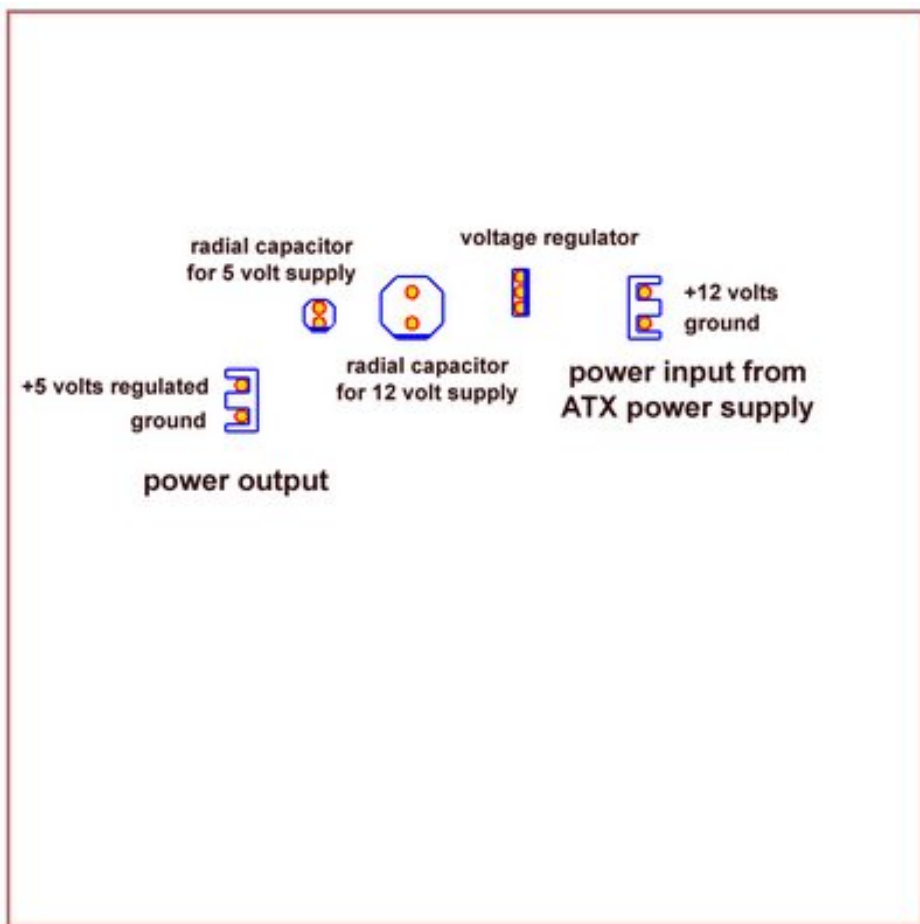 radial capacitor
for 5 volt supply
voltage regulator
+12 volts
ground
radial capacitor
for 12 volt supply
power input from
ATX power supply
+5 volts regulated
ground
power output